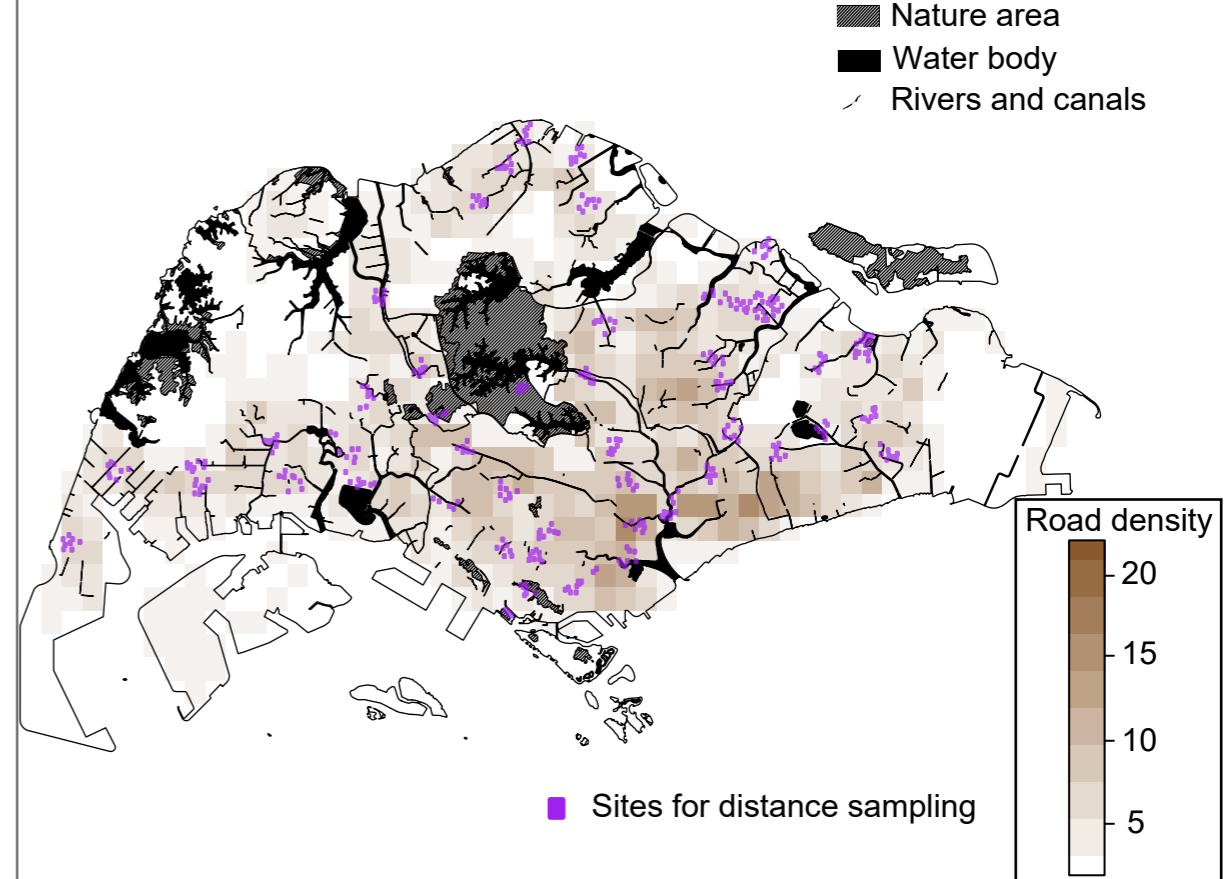 Nature area
Water body
Rivers and canals
Road density
20
15
10
5
Sites for distance sampling